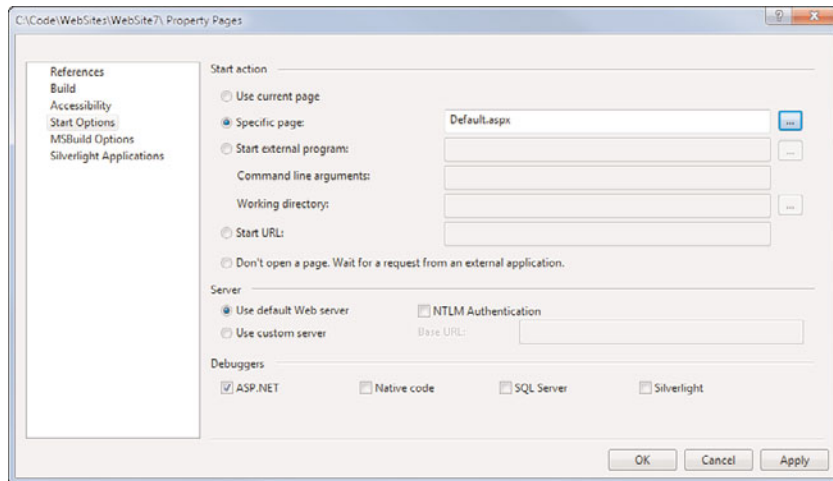 C:\Code\WebSites\WebSite7\ Property Pages
References
Build
Accessibility
Start Options
MSBuild Options
Silverlight Applications
Start action
Use current page
Specific page: Default.aspx ...
Start external program: ...
Command line arguments:
Working directory: ...
Start URL:
Don't open a page. Wait for a request from an external application.
Server
Use default Web server NTLM Authentication
Use custom server Base URL:
Debuggers
ASP.NET Native code SQL Server Silverlight
OK Cancel Apply